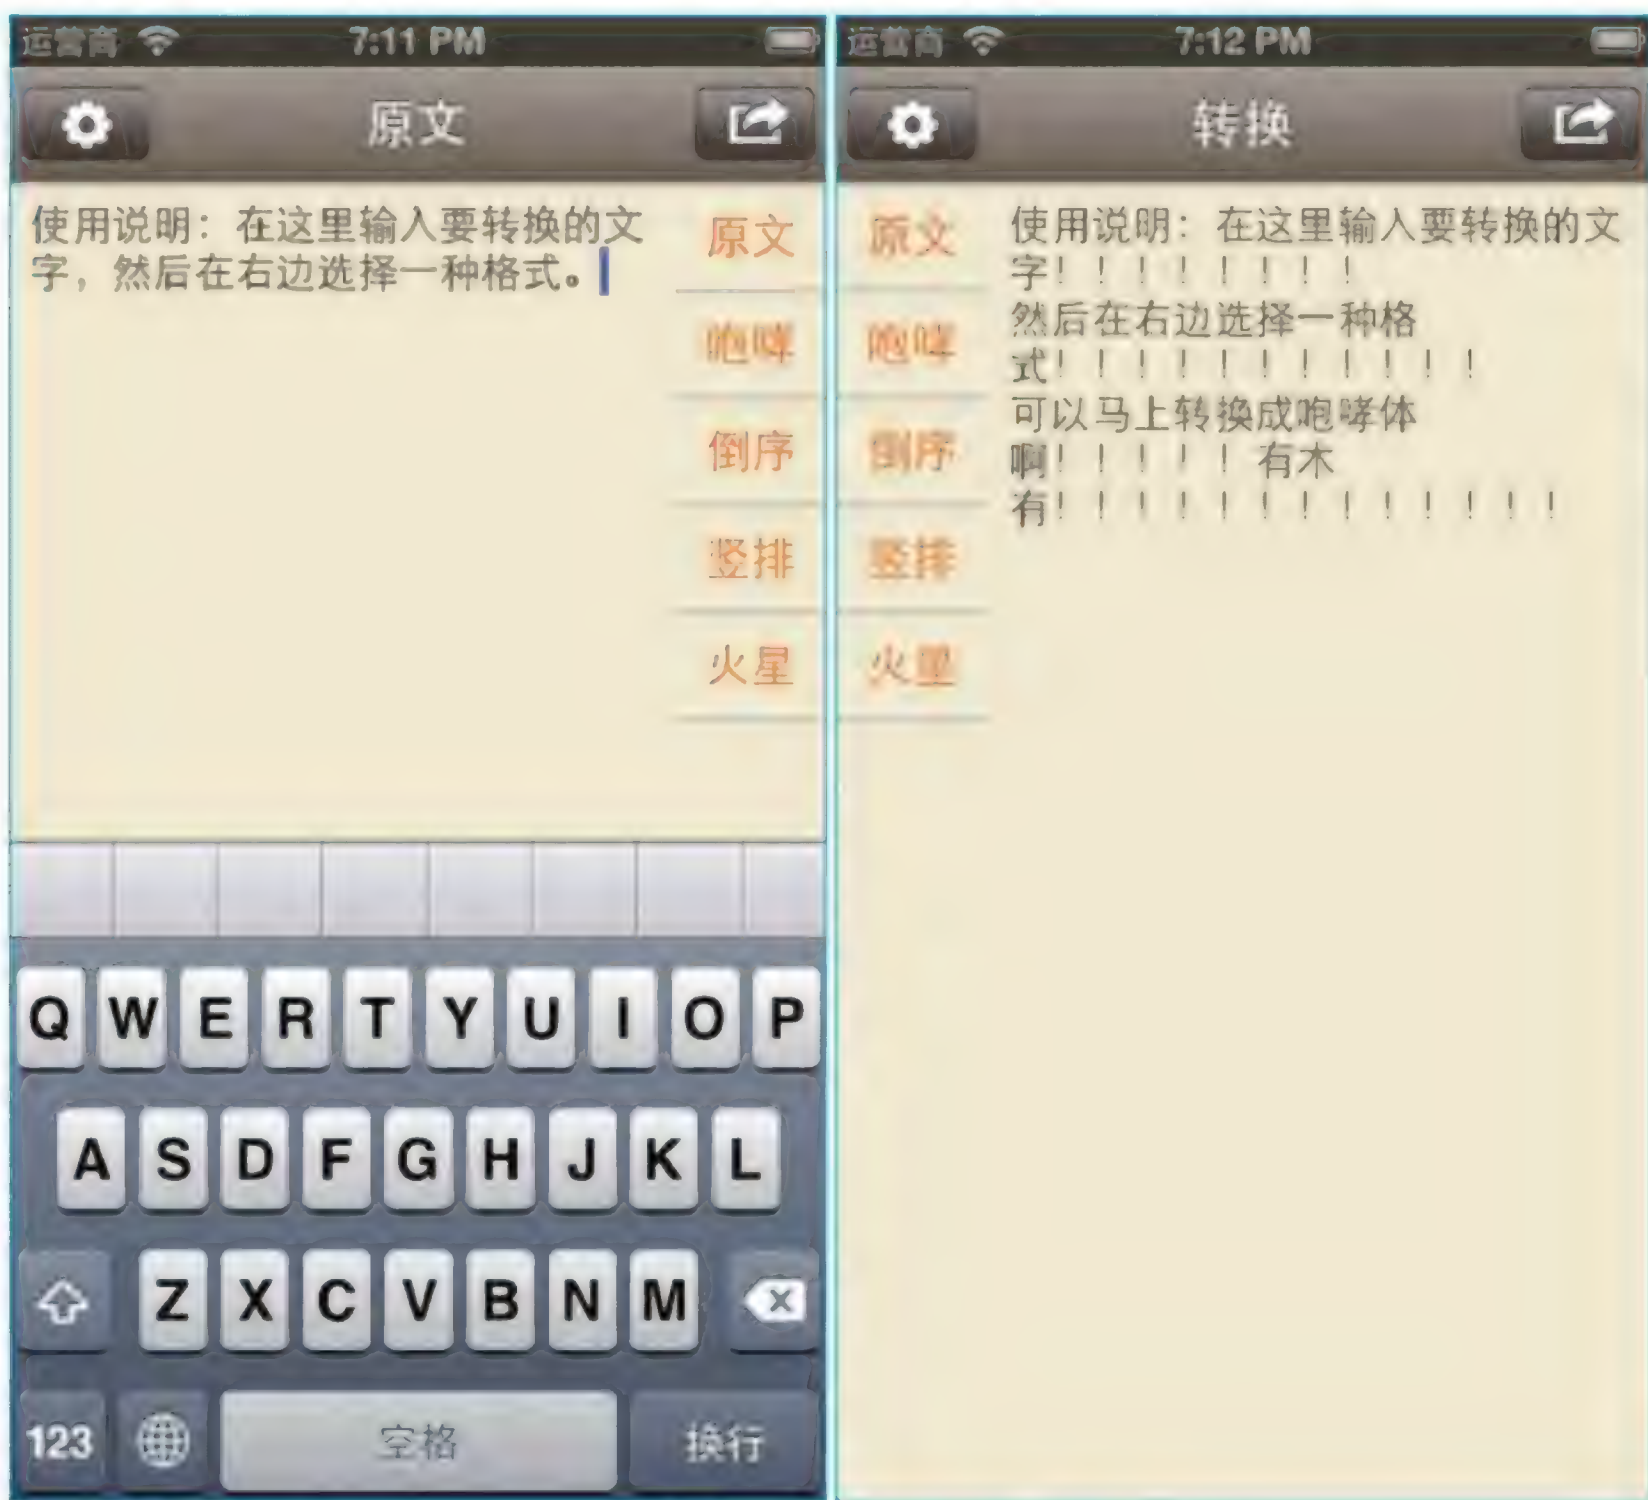 运营商 7:11 PM
原文
使用说明：在这里输入要转换的文
字，然后在右边选择一种格式。
原文
咆哮
倒序
竖排
火星
Q W E R T Y U I O P
A S D F G H J K L
Z X C V B N M
123 空格 换行
运营商 7:12 PM
转换
原文
咆哮
倒序
竖排
火星
使用说明：在这里输入要转换的文
字！！！！！！！！
然后在右边选择一种格
式！！！！！！！！！！！
可以马上转换成咆哮体
啊！！！！！有木
有！！！！！！！！！！！！！